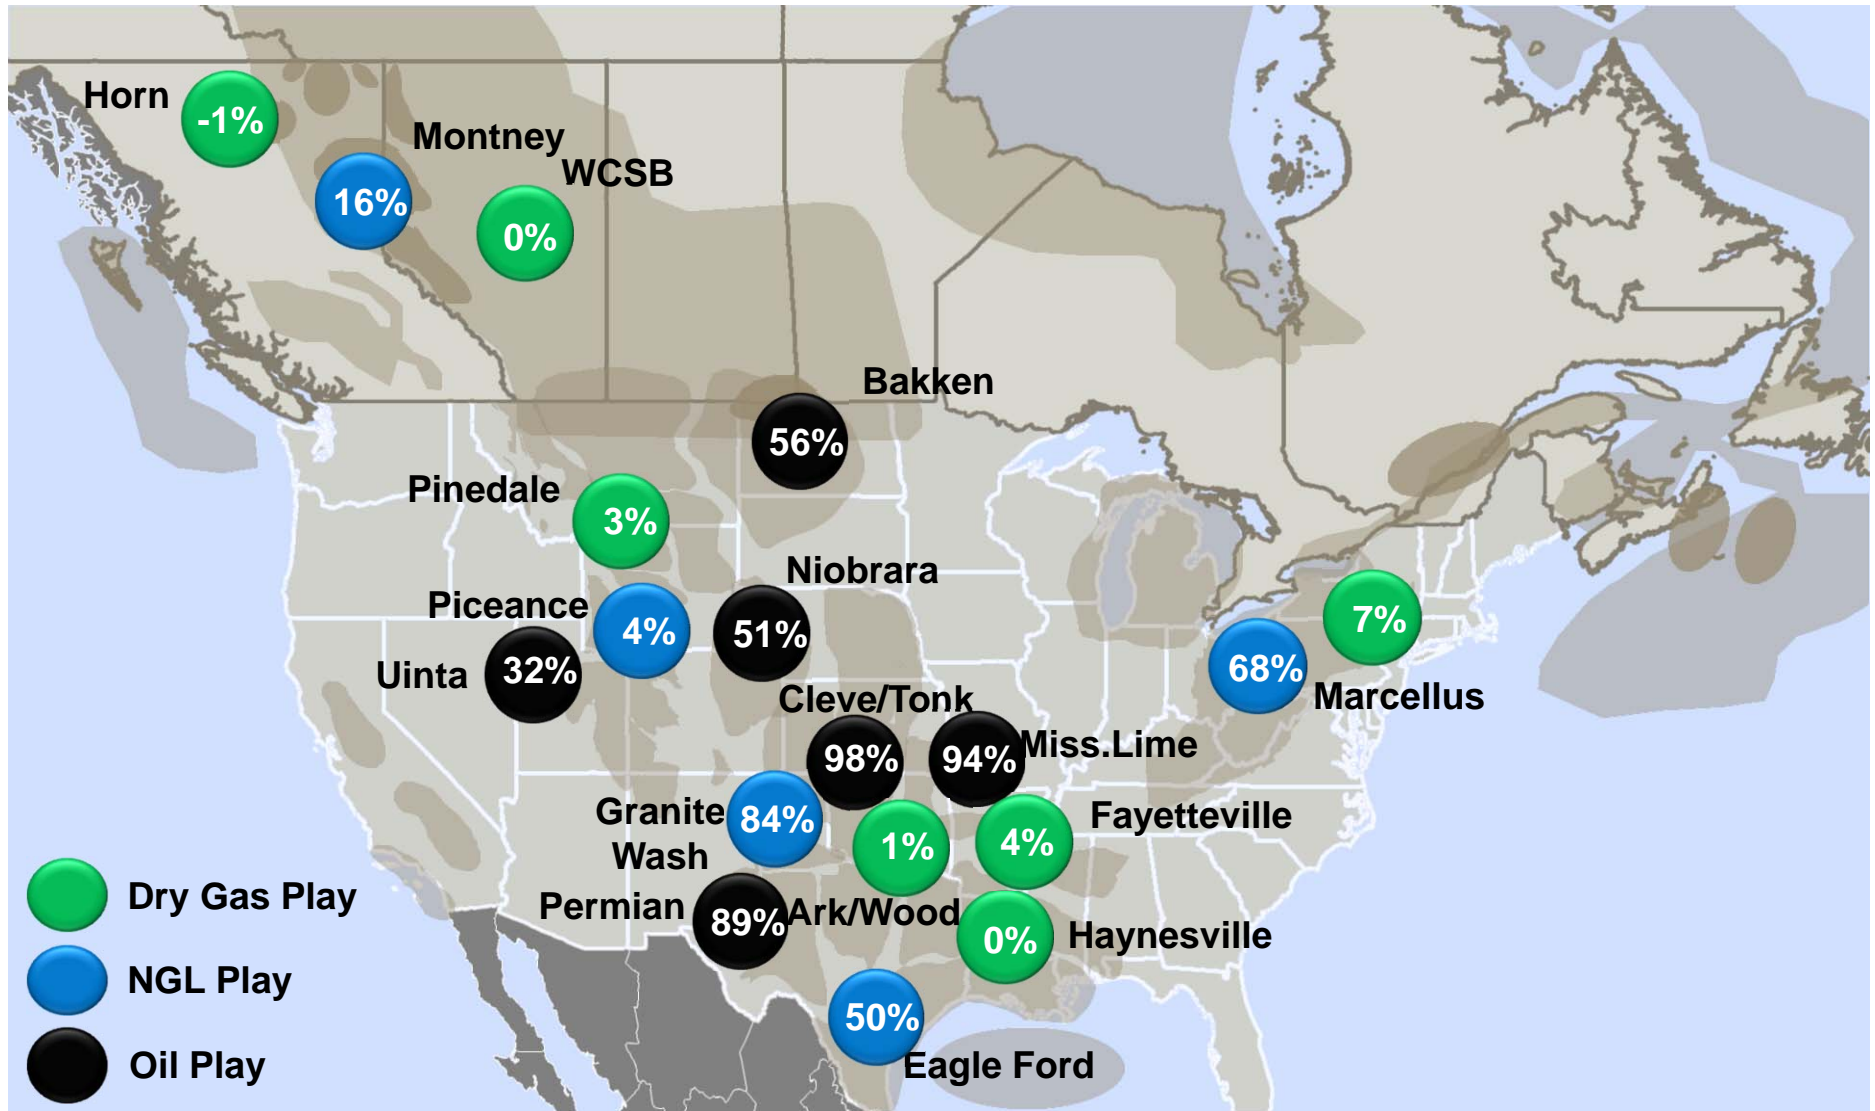 Horn
-1%
Montney
WCSB
16%
0%
Bakken
56%
Pinedale
3%
Niobrara
Piceance
4%
51%
7%
Uinta
32%
68%
Marcellus
Cleve/Tonk
98%
94%
Miss.Lime
Granite
Wash
84%
1%
4%
Fayetteville
Permian
89%
Ark/Wood
0%
Haynesville
50%
Eagle Ford
Dry Gas Play
NGL Play
Oil Play